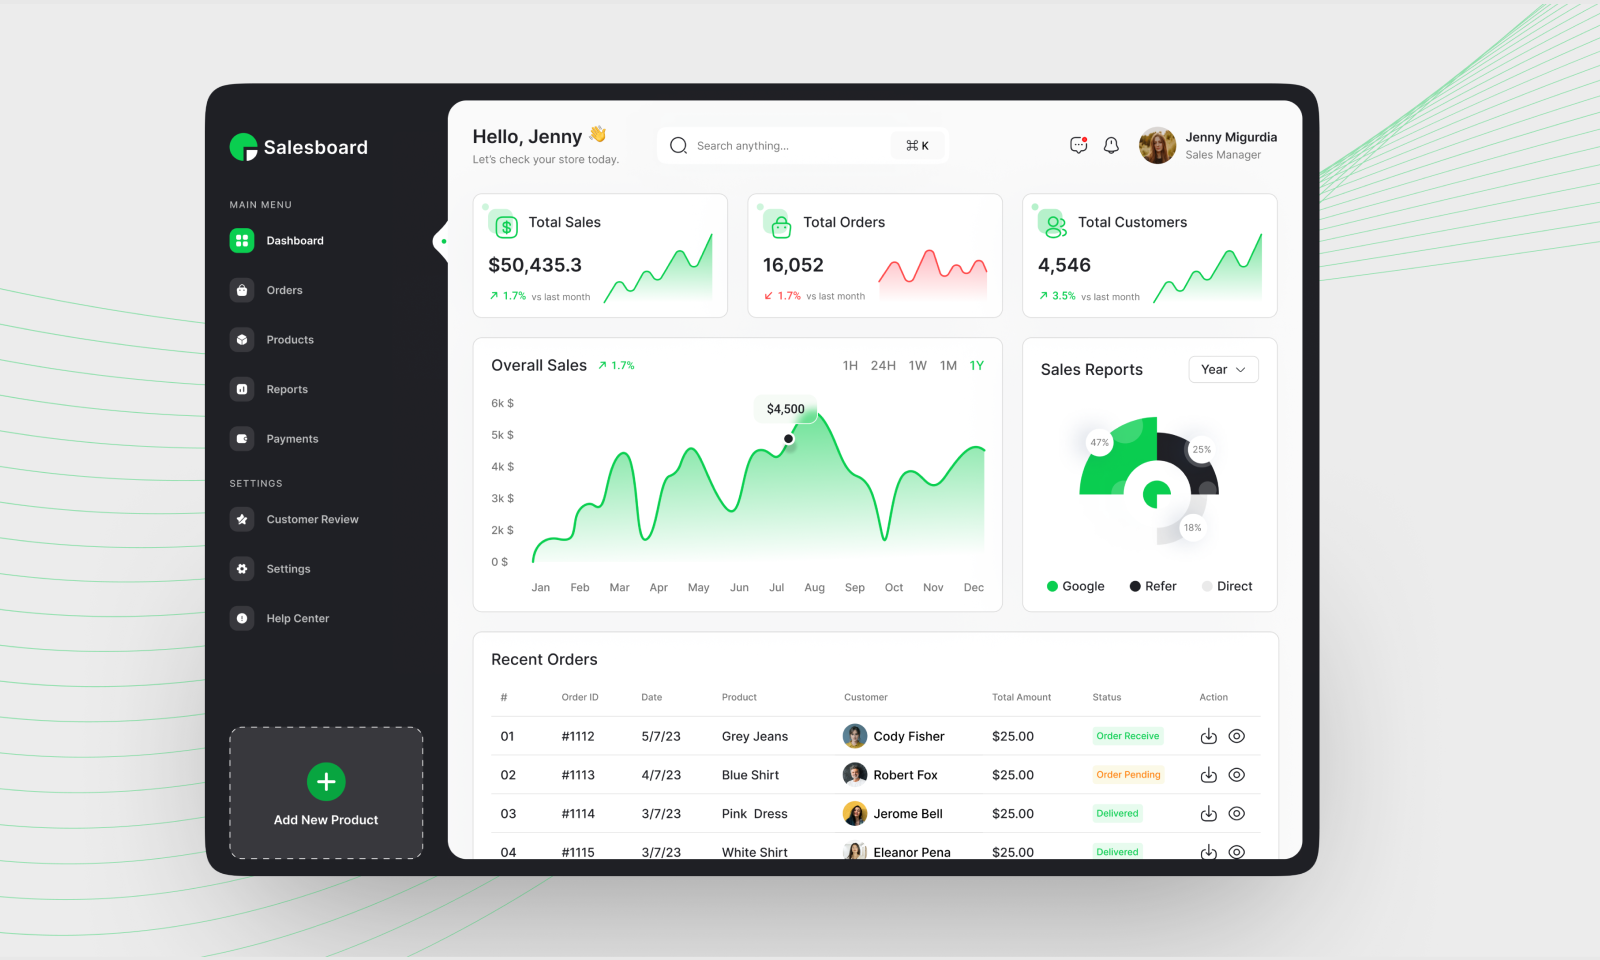 Salesboard
MAIN MENU
Dashboard
Orders
Products
Reports
Payments
SETTINGS
Customer Review
Settings
Help Center
Add New Product
Hello, Jenny 👋
Let's check your store today.
Search anything...
⌘ K
Jenny Migurdia
Sales Manager
Total Sales
$50,435.3
1.7% vs last month
Total Orders
16,052
1.7% vs last month
Total Customers
4,546
3.5% vs last month
Overall Sales 1.7%
1H 24H 1W 1M 1Y
6k $
5k $
4k $
3k $
2k $
0 $
$4,500
Jan Feb Mar Apr May Jun Jul Aug Sep Oct Nov Dec
Sales Reports
Year
47%
25%
18%
Google Refer Direct
Recent Orders
# Order ID Date Product Customer Total Amount Status Action
01 #1112 5/7/23 Grey Jeans Cody Fisher $25.00 Order Receive
02 #1113 4/7/23 Blue Shirt Robert Fox $25.00 Order Pending
03 #1114 3/7/23 Pink Dress Jerome Bell $25.00 Delivered
04 #1115 3/7/23 White Shirt Eleanor Pena $25.00 Delivered